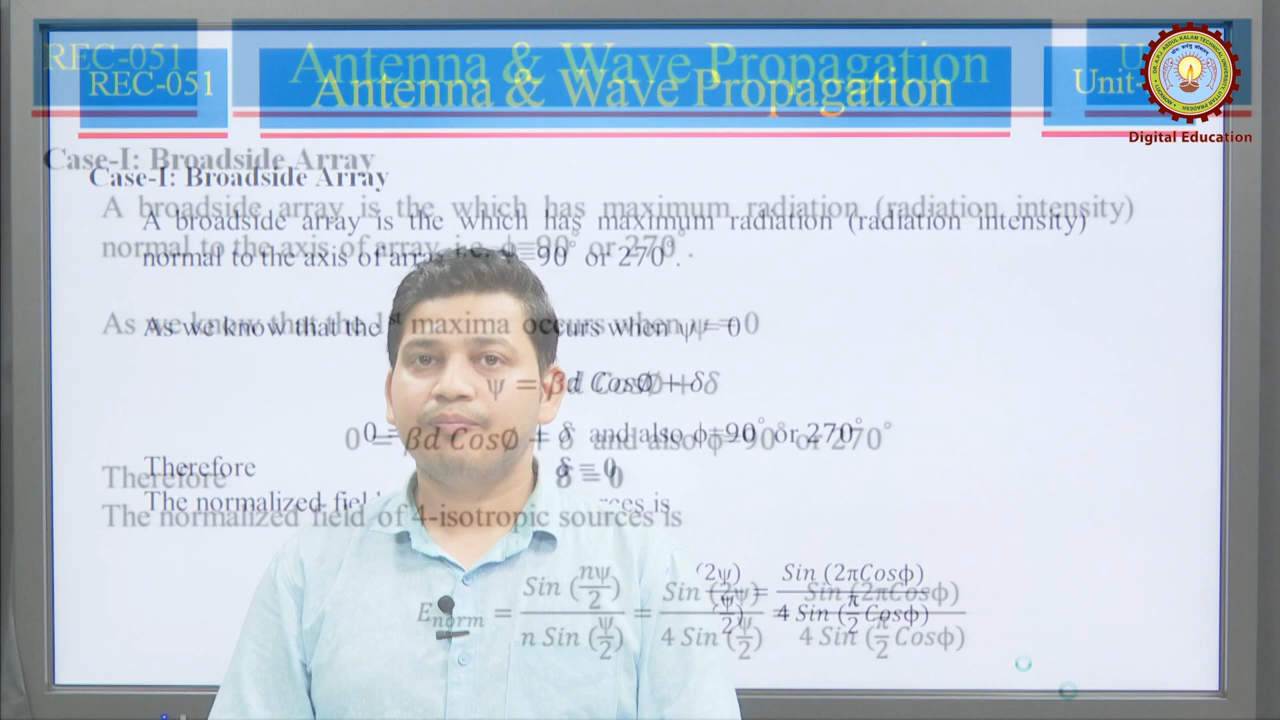 REC-051
Antenna & Wave Propagation
Unit-
Digital Education
Case-I: Broadside Array
A broadside array is the which has maximum radiation (radiation intensity)
normal to the axis of array i.e. ϕ=90° or 270°.
As we know that the 1st maxima occurs when ψ = 0
ψ = βd Cos∅ + δ
0 = βd Cos∅ + δ and also ϕ=90° or 270°
Therefore δ = 0
The normalized field of 4-isotropic sources is
E_norm = Sin (nψ/2) / n Sin (ψ/2) = Sin (2ψ) / 4 Sin (ψ/2) = Sin (2πCosϕ) / 4 Sin (π/2 Cosϕ)